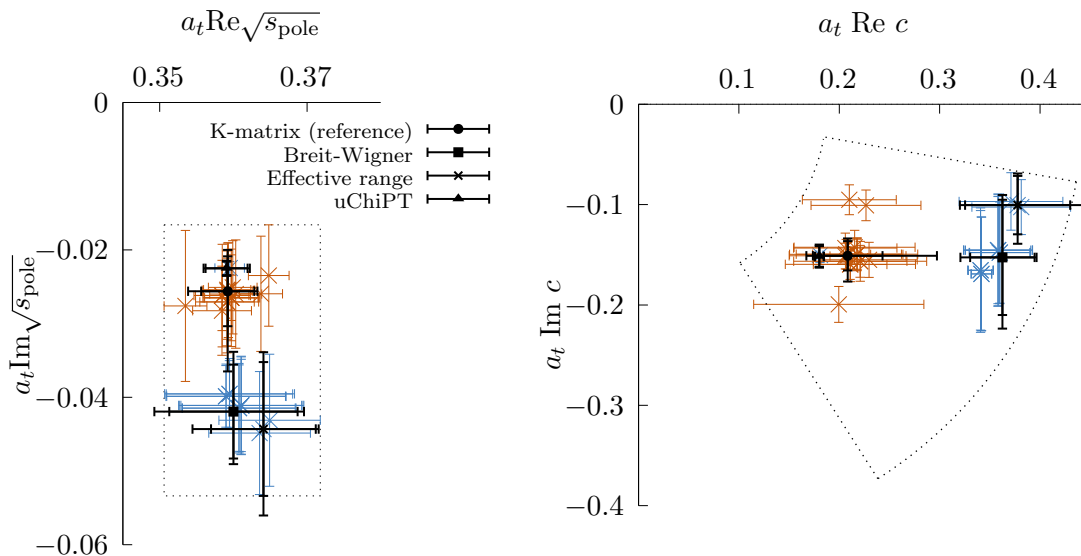 a_t Re√s_pole
0.35 0.37
0
−0.02
−0.04
−0.06
a_t Im√s_pole
K-matrix (reference)
Breit-Wigner
Effective range
uChiPT
a_t Re c
0.1 0.2 0.3 0.4
0
−0.1
−0.2
−0.3
−0.4
a_t Im c